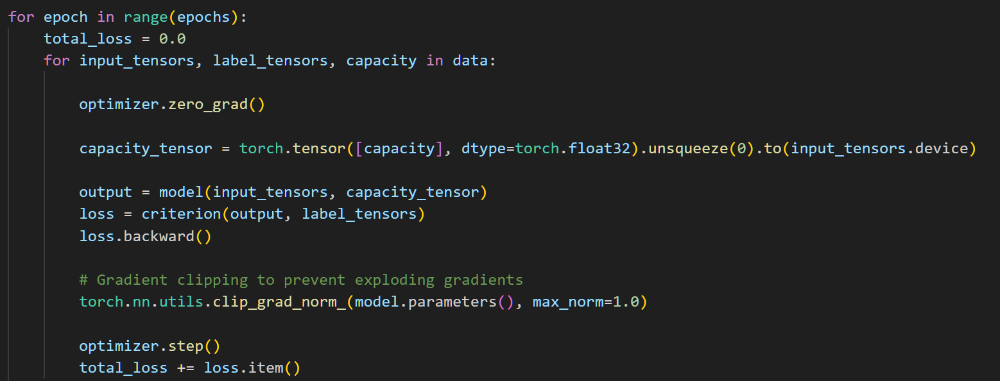 for epoch in range(epochs):
    total_loss = 0.0
    for input_tensors, label_tensors, capacity in data:
        optimizer.zero_grad()
        capacity_tensor = torch.tensor([capacity], dtype=torch.float32).unsqueeze(0).to(input_tensors.device)
        output = model(input_tensors, capacity_tensor)
        loss = criterion(output, label_tensors)
        loss.backward()
        # Gradient clipping to prevent exploding gradients
        torch.nn.utils.clip_grad_norm_(model.parameters(), max_norm=1.0)
        optimizer.step()
        total_loss += loss.item()